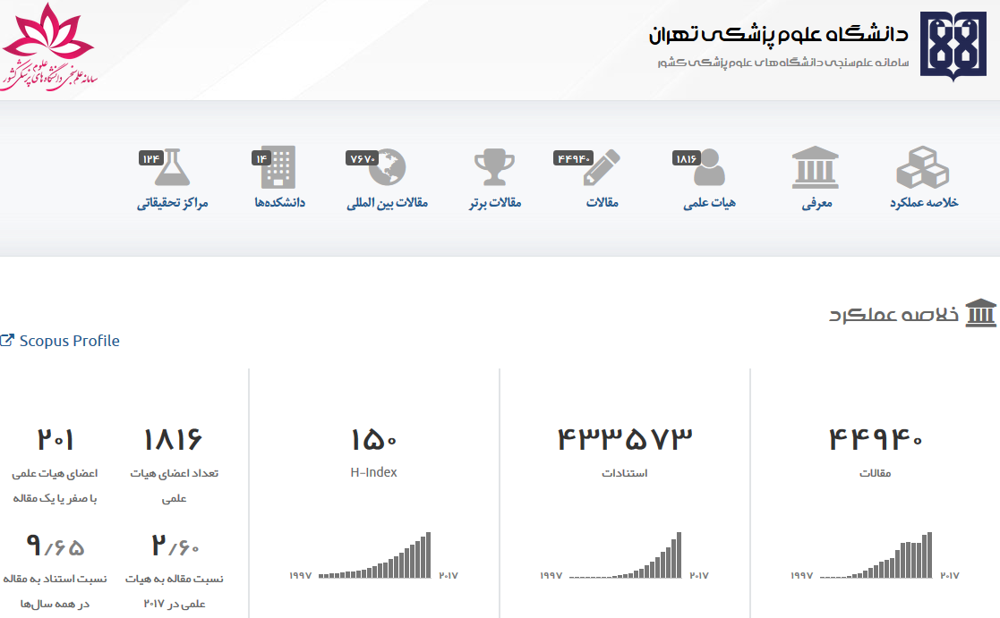 دانشگاه علوم پزشکی تهران
سامانه علم‌سنجی دانشگاه‌های علوم پزشکی کشور
سامانه علم‌سنجی دانشگاه‌های علوم پزشکی کشور
خلاصه عملکرد
معرفی
۱۸۱۶
هیات علمی
۴۴۹۴۰
مقالات
مقالات برتر
۷۶۷۰
مقالات بین المللی
۱۴
دانشکده‌ها
۱۲۴
مراکز تحقیقاتی
خلاصه عملکرد
Scopus Profile
۴۴۹۴۰
مقالات
۱۹۹۷ ۲۰۱۷
۴۳۳۵۷۳
استنادات
۱۹۹۷ ۲۰۱۷
۱۵۰
H-Index
۱۹۹۷ ۲۰۱۷
۱۸۱۶
تعداد اعضای هیات
علمی
۲۰۱
اعضای هیات علمی
با صفر یا یک مقاله
۲/۶۰
نسبت مقاله به هیات
علمی در ۲۰۱۷
۹/۶۵
نسبت استناد به مقاله
در همه سال‌ها